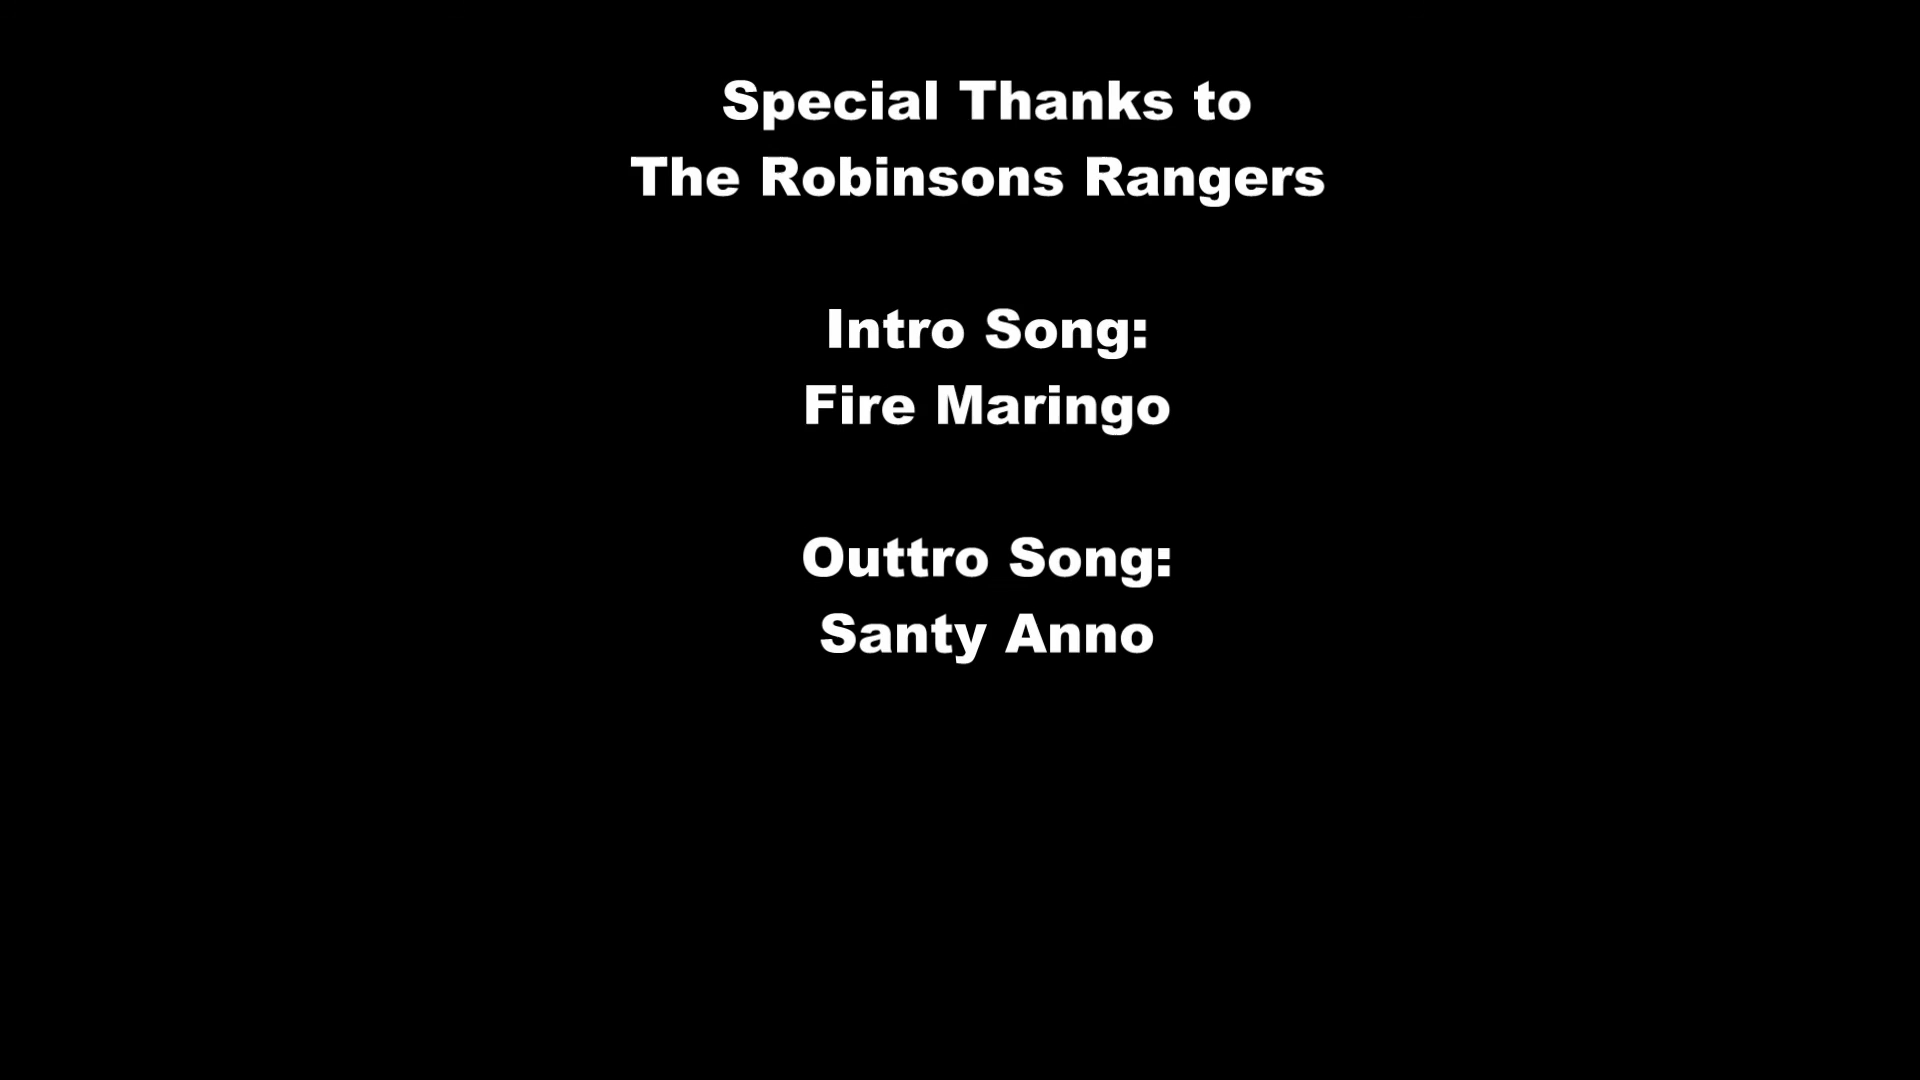 Special Thanks to
The Robinsons Rangers
Intro Song:
Fire Maringo
Outtro Song:
Santy Anno